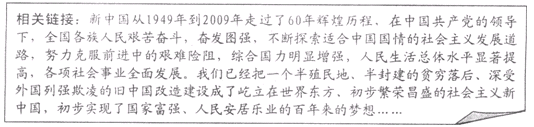 相关链接：新中国从1949年到2009年走过了60年辉煌历程、在中国共产党的领导
下，全国各族人民艰苦奋斗，奋发图强、不断探索适合中国国情的社会主义发展道
路，努力克服前进中的艰难险阻，综合国力明显增强，人民生活总体水平显著提
高，各项社会事业全面发展。我们已经把一个半殖民地、半封建的贫穷落后、深受
外国列强欺凌的旧中国改造建设成了屹立在世界东方，初步繁荣昌盛的社会主义新
中国，初步实现了国家富强、人民安居乐业的百年来的梦想……